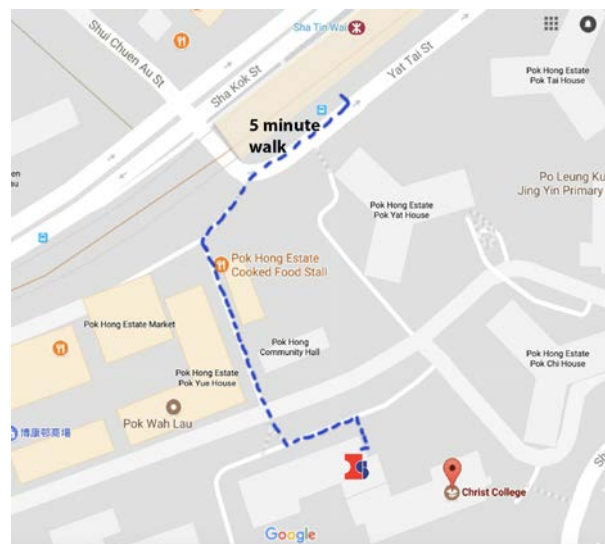 Sha Tin Wai
Shui Chuen Au St
Sha Kok St
Yat Tai St
Pok Hong Estate
Pok Tai House
5 minute
walk
Po Leung Ku
Jing Yin Primary
Pok Hong Estate
Pok Yat House
Pok Hong Estate
Cooked Food Stall
Pok Hong Estate Market
Pok Hong
Community Hall
Pok Hong Estate
Pok Chi House
Pok Hong Estate
Pok Yue House
Pok Wah Lau
博康邨商場
Christ College
Google